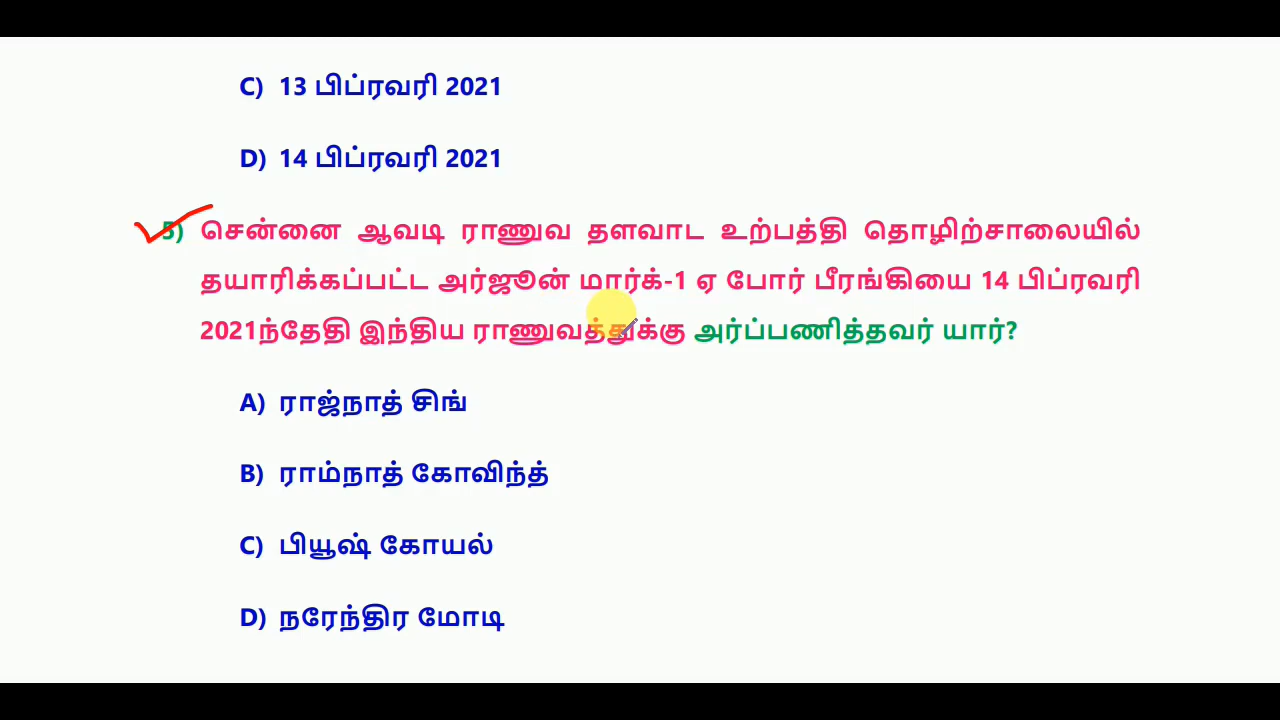 C) 13 பிப்ரவரி 2021
D) 14 பிப்ரவரி 2021
5) சென்னை ஆவடி ராணுவ தளவாட உற்பத்தி தொழிற்சாலையில்
தயாரிக்கப்பட்ட அர்ஜூன் மார்க்-1 ஏ போர் பீரங்கியை 14 பிப்ரவரி
2021ந்தேதி இந்திய ராணுவத்துக்கு அர்ப்பணித்தவர் யார்?
A) ராஜ்நாத் சிங்
B) ராம்நாத் கோவிந்த்
C) பியூஷ் கோயல்
D) நரேந்திர மோடி